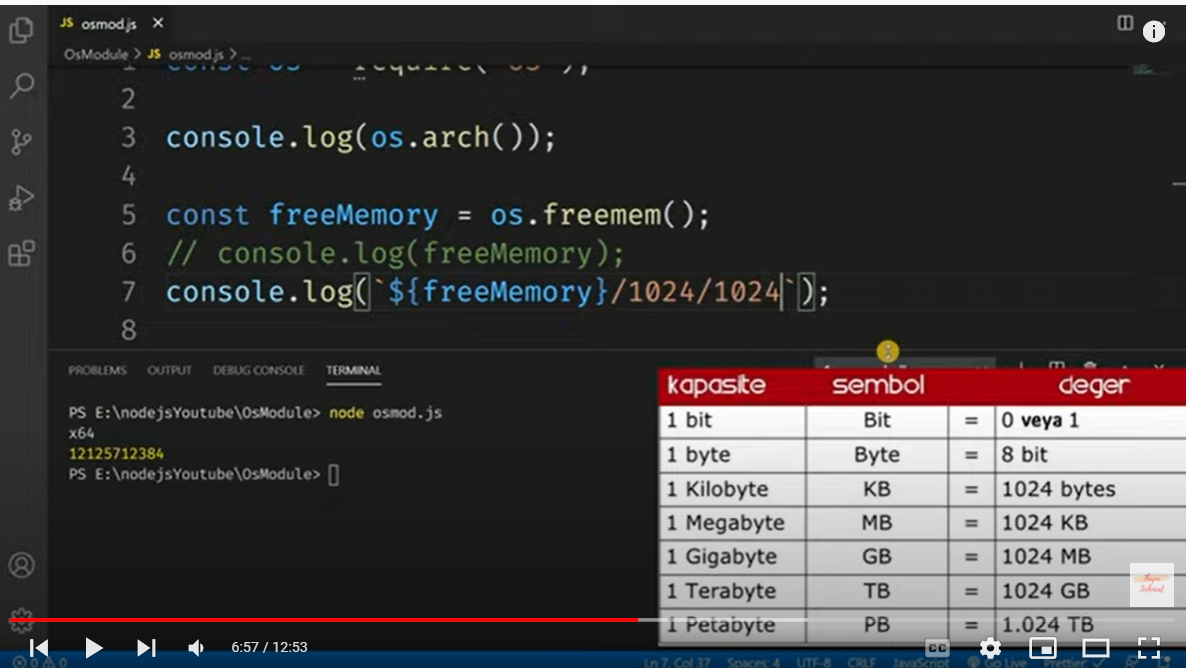 JS osmod.js
OsModule > JS osmod.js > ...
1 const os = require('os');
2
3 console.log(os.arch());
4
5 const freeMemory = os.freemem();
6 // console.log(freeMemory);
7 console.log(`${freeMemory}/1024/1024`);
8
PROBLEMS OUTPUT DEBUG CONSOLE TERMINAL
PS E:\nodejsYoutube\OsModule> node osmod.js
x64
12125712384
PS E:\nodejsYoutube\OsModule>
kapasite sembol deger
1 bit Bit = 0 veya 1
1 byte Byte = 8 bit
1 Kilobyte KB = 1024 bytes
1 Megabyte MB = 1024 KB
1 Gigabyte GB = 1024 MB
1 Terabyte TB = 1024 GB
1 Petabyte PB = 1.024 TB
6:57 / 12:53
CC
0 0 Ln 7, Col 37 Spaces: 4 UTF-8 CRLF JavaScript Go Live Prettier